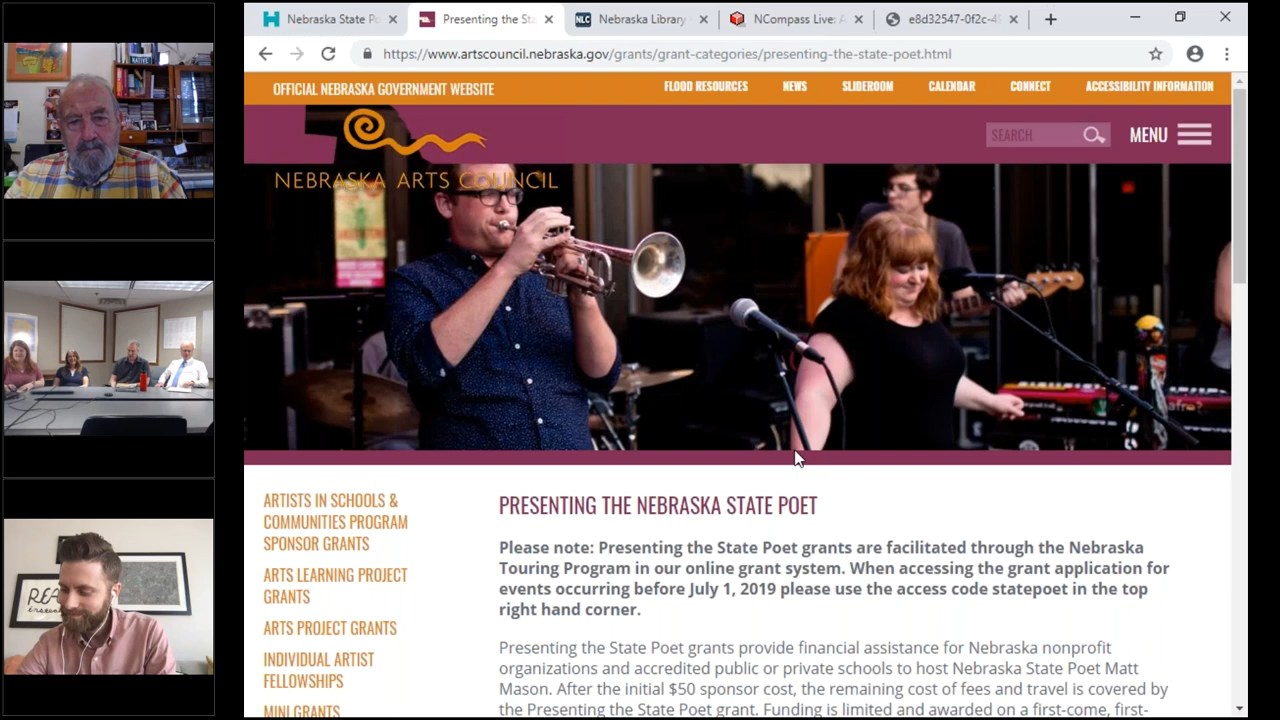 Nebraska State Po
Presenting the Sta
Nebraska Library
NCompass Live: A
e8d32547-0f2c-45
https://www.artscouncil.nebraska.gov/grants/grant-categories/presenting-the-state-poet.html
OFFICIAL NEBRASKA GOVERNMENT WEBSITE
FLOOD RESOURCES
NEWS
SLIDEROOM
CALENDAR
CONNECT
ACCESSIBILITY INFORMATION
SEARCH
MENU
NEBRASKA ARTS COUNCIL
NATIVE
ARTISTS IN SCHOOLS &
COMMUNITIES PROGRAM
SPONSOR GRANTS
ARTS LEARNING PROJECT
GRANTS
ARTS PROJECT GRANTS
INDIVIDUAL ARTIST
FELLOWSHIPS
MINI GRANTS
PRESENTING THE NEBRASKA STATE POET
Please note: Presenting the State Poet grants are facilitated through the Nebraska
Touring Program in our online grant system. When accessing the grant application for
events occurring before July 1, 2019 please use the access code statepoet in the top
right hand corner.
Presenting the State Poet grants provide financial assistance for Nebraska nonprofit
organizations and accredited public or private schools to host Nebraska State Poet Matt
Mason. After the initial $50 sponsor cost, the remaining cost of fees and travel is covered by
the Presenting the State Poet grant. Funding is limited and awarded on a first-come, first-